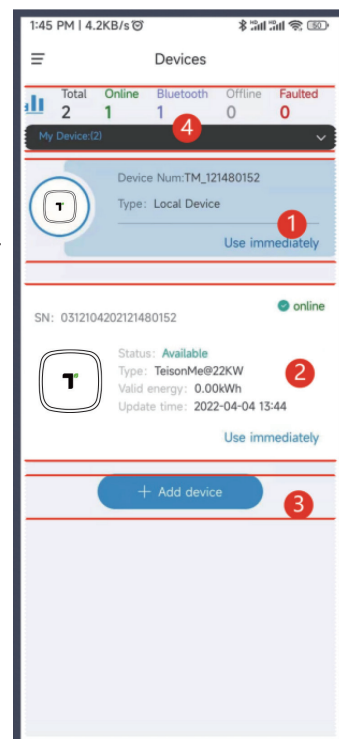 1:45 PM | 4.2KB/s
Devices
Total Online Bluetooth Offline Faulted
2 1 1 0 0
4
My Device:(2)
Device Num:TM_121480152
T
Type: Local Device
1
Use immediately
online
SN: 0312104202121480152
Status: Available
T
Type: TeisonMe@22KW
2
Valid energy: 0.00kWh
Update time: 2022-04-04 13:44
Use immediately
+ Add device
3